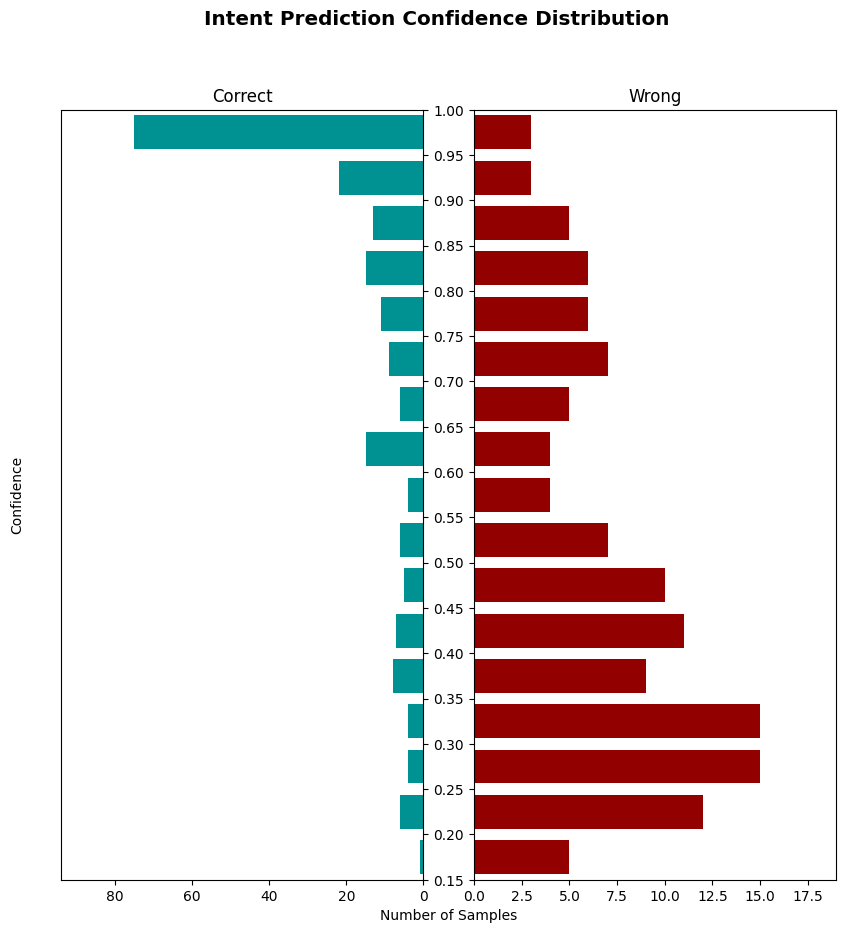 Intent Prediction Confidence Distribution
Correct
Wrong
Confidence
1.00
0.95
0.90
0.85
0.80
0.75
0.70
0.65
0.60
0.55
0.50
0.45
0.40
0.35
0.30
0.25
0.20
0.15
80 60 40 20 0
0.0 2.5 5.0 7.5 10.0 12.5 15.0 17.5
Number of Samples